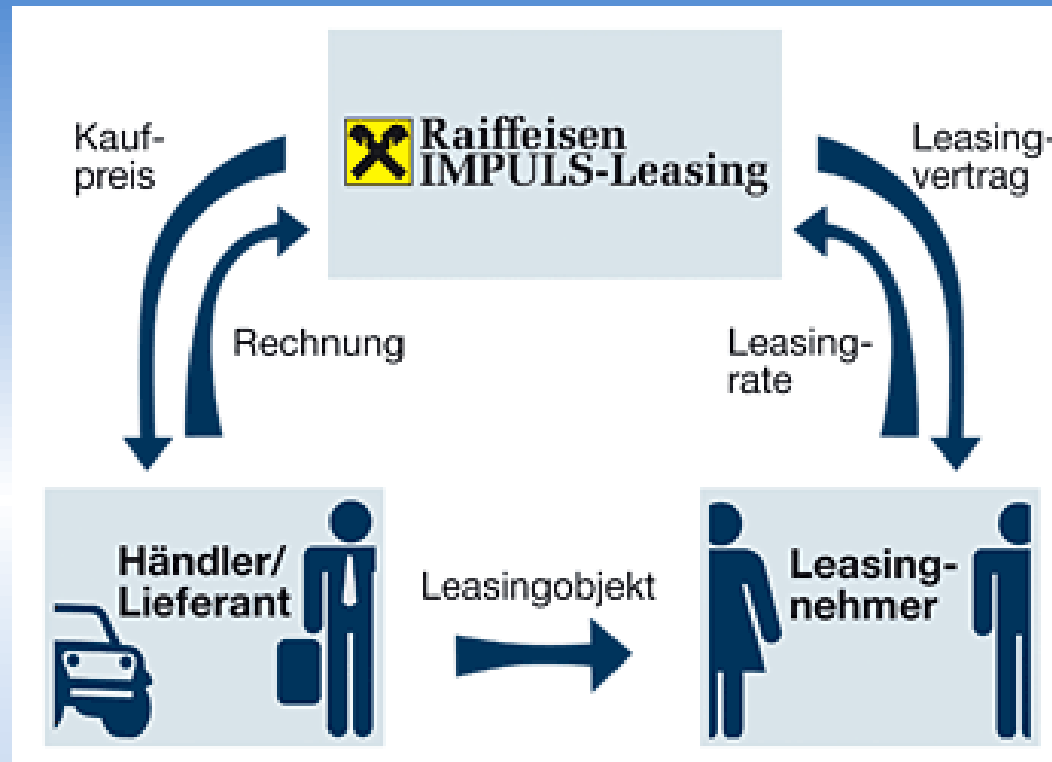 Kauf-
preis
Raiffeisen
IMPULS-Leasing
Leasing-
vertrag
Rechnung
Leasing-
rate
Händler/
Lieferant
Leasingobjekt
Leasing-
nehmer